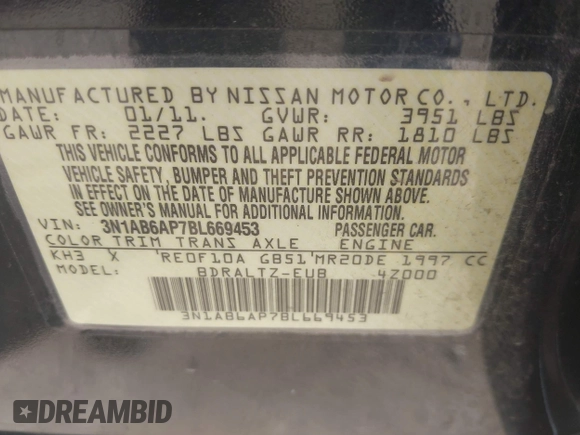 MANUFACTURED BY NISSAN MOTOR CO., LTD.
DATE: 01/11. GVWR: 3951 LBS
GAWR FR: 2227 LBS GAWR RR: 1810 LBS
THIS VEHICLE CONFORMS TO ALL APPLICABLE FEDERAL MOTOR
VEHICLE SAFETY, BUMPER AND THEFT PREVENTION STANDARDS
IN EFFECT ON THE DATE OF MANUFACTURE SHOWN ABOVE.
SEE OWNER'S MANUAL FOR ADDITIONAL INFORMATION.
VIN: 3N1AB6AP7BL669453 PASSENGER CAR.
COLOR TRIM TRANS AXLE ENGINE
KH3 X 'RE0F10A GB51'MR20DE 1997 CC
MODEL: BDRALTZ-EUB 4Z000
3N1AB6AP7BL669453
DREAMBID